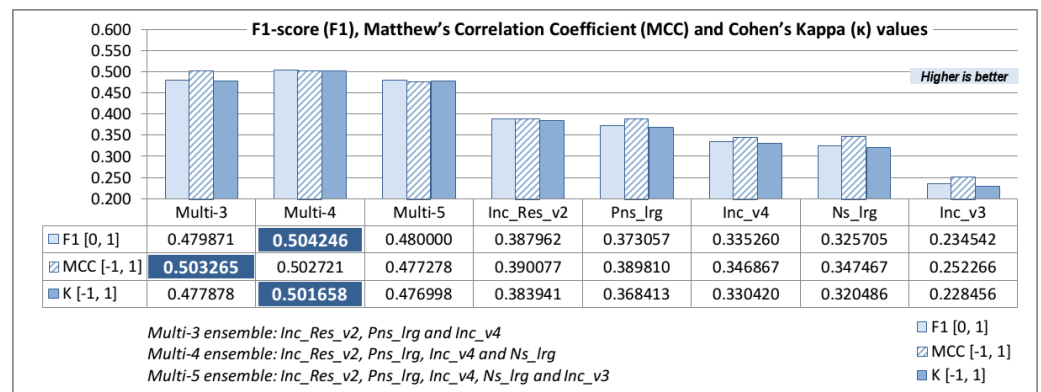 F1-score (F1), Matthew's Correlation Coefficient (MCC) and Cohen's Kappa (κ) values
Higher is better
0.600
0.550
0.500
0.450
0.400
0.350
0.300
0.250
0.200
Multi-3 Multi-4 Multi-5 Inc_Res_v2 Pns_lrg Inc_v4 Ns_lrg Inc_v3
F1 [0, 1] 0.479871 0.504246 0.480000 0.387962 0.373057 0.335260 0.325705 0.234542
MCC [-1, 1] 0.503265 0.502721 0.477278 0.390077 0.389810 0.346867 0.347467 0.252266
K [-1, 1] 0.477878 0.501658 0.476998 0.383941 0.368413 0.330420 0.320486 0.228456
Multi-3 ensemble: Inc_Res_v2, Pns_lrg and Inc_v4
Multi-4 ensemble: Inc_Res_v2, Pns_lrg, Inc_v4 and Ns_lrg
Multi-5 ensemble: Inc_Res_v2, Pns_lrg, Inc_v4, Ns_lrg and Inc_v3
F1 [0, 1]
MCC [-1, 1]
K [-1, 1]